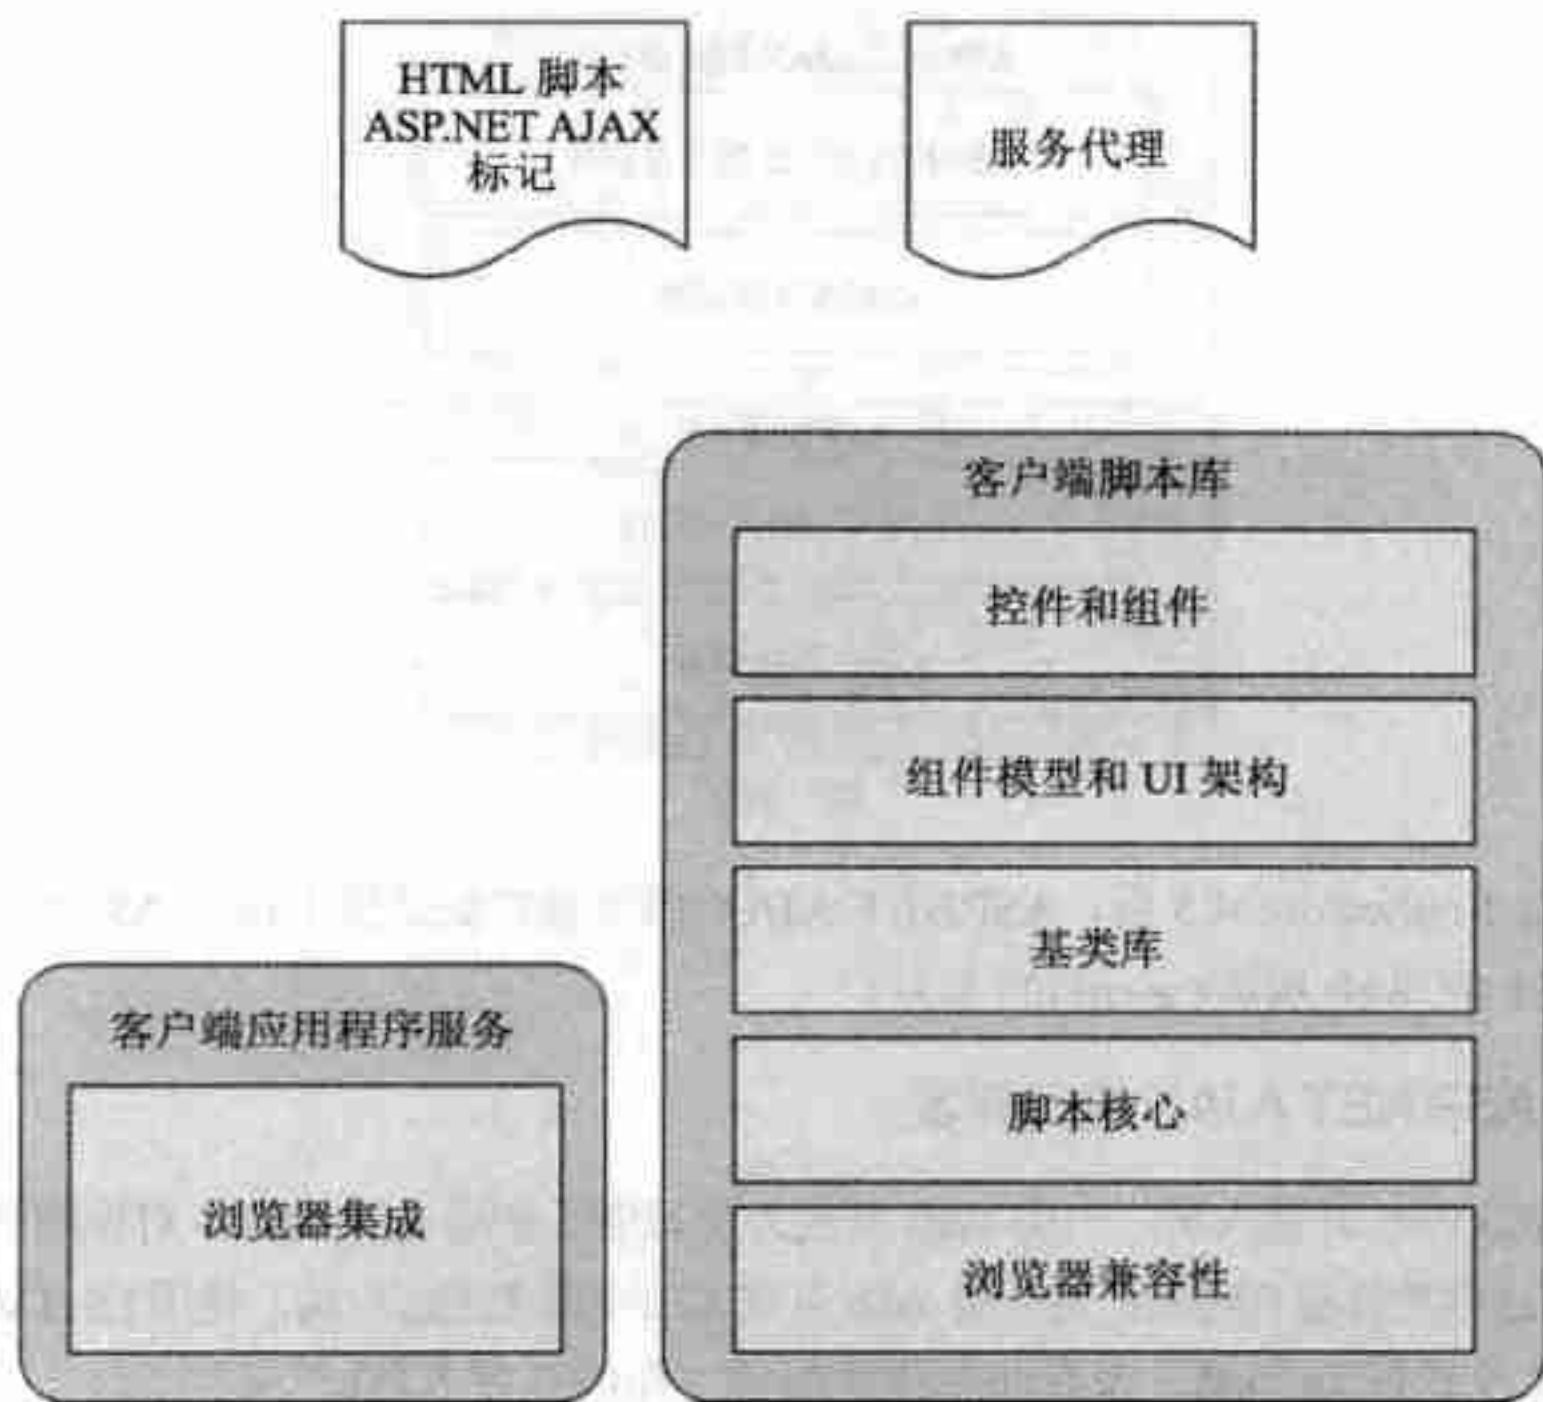 HTML 脚本
ASP.NET AJAX
标记
服务代理
客户端脚本库
控件和组件
组件模型和 UI 架构
基类库
脚本核心
浏览器兼容性
客户端应用程序服务
浏览器集成